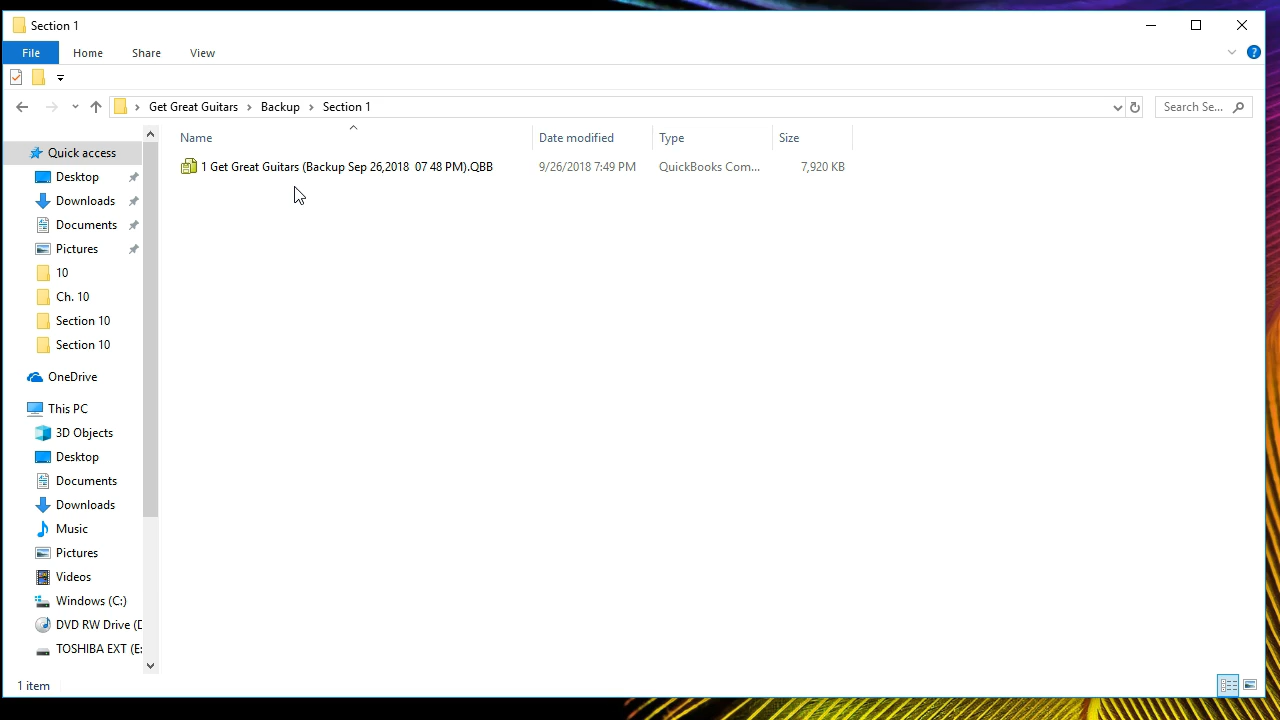 Section 1
File Home Share View
Get Great Guitars Backup Section 1 Search Se...
Name Date modified Type Size
1 Get Great Guitars (Backup Sep 26,2018 07 48 PM).QBB 9/26/2018 7:49 PM QuickBooks Com... 7,920 KB
Quick access
Desktop
Downloads
Documents
Pictures
10
Ch. 10
Section 10
Section 10
OneDrive
This PC
3D Objects
Desktop
Documents
Downloads
Music
Pictures
Videos
Windows (C:)
DVD RW Drive (D
TOSHIBA EXT (E:
1 item